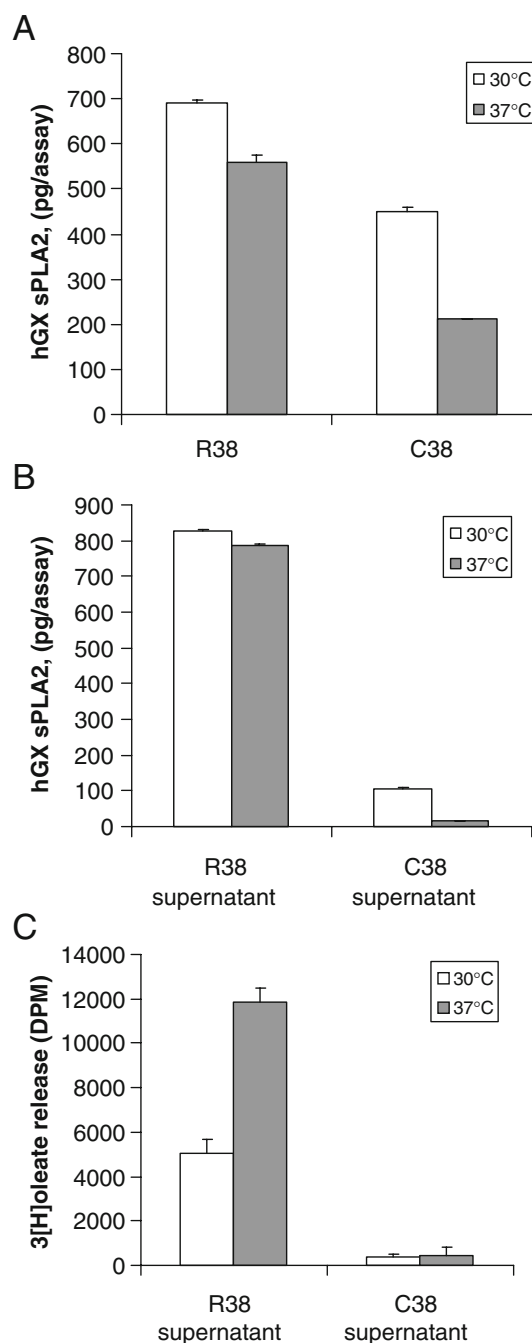 A
hGX sPLA2, (pg/assay)
800
700
600
500
400
300
200
100
0
30°C
37°C
R38
C38
B
hGX sPLA2, (pg/assay)
900
800
700
600
500
400
300
200
100
0
30°C
37°C
R38
supernatant
C38
supernatant
C
3[H]oleate release (DPM)
14000
12000
10000
8000
6000
4000
2000
0
30°C
37°C
R38
supernatant
C38
supernatant